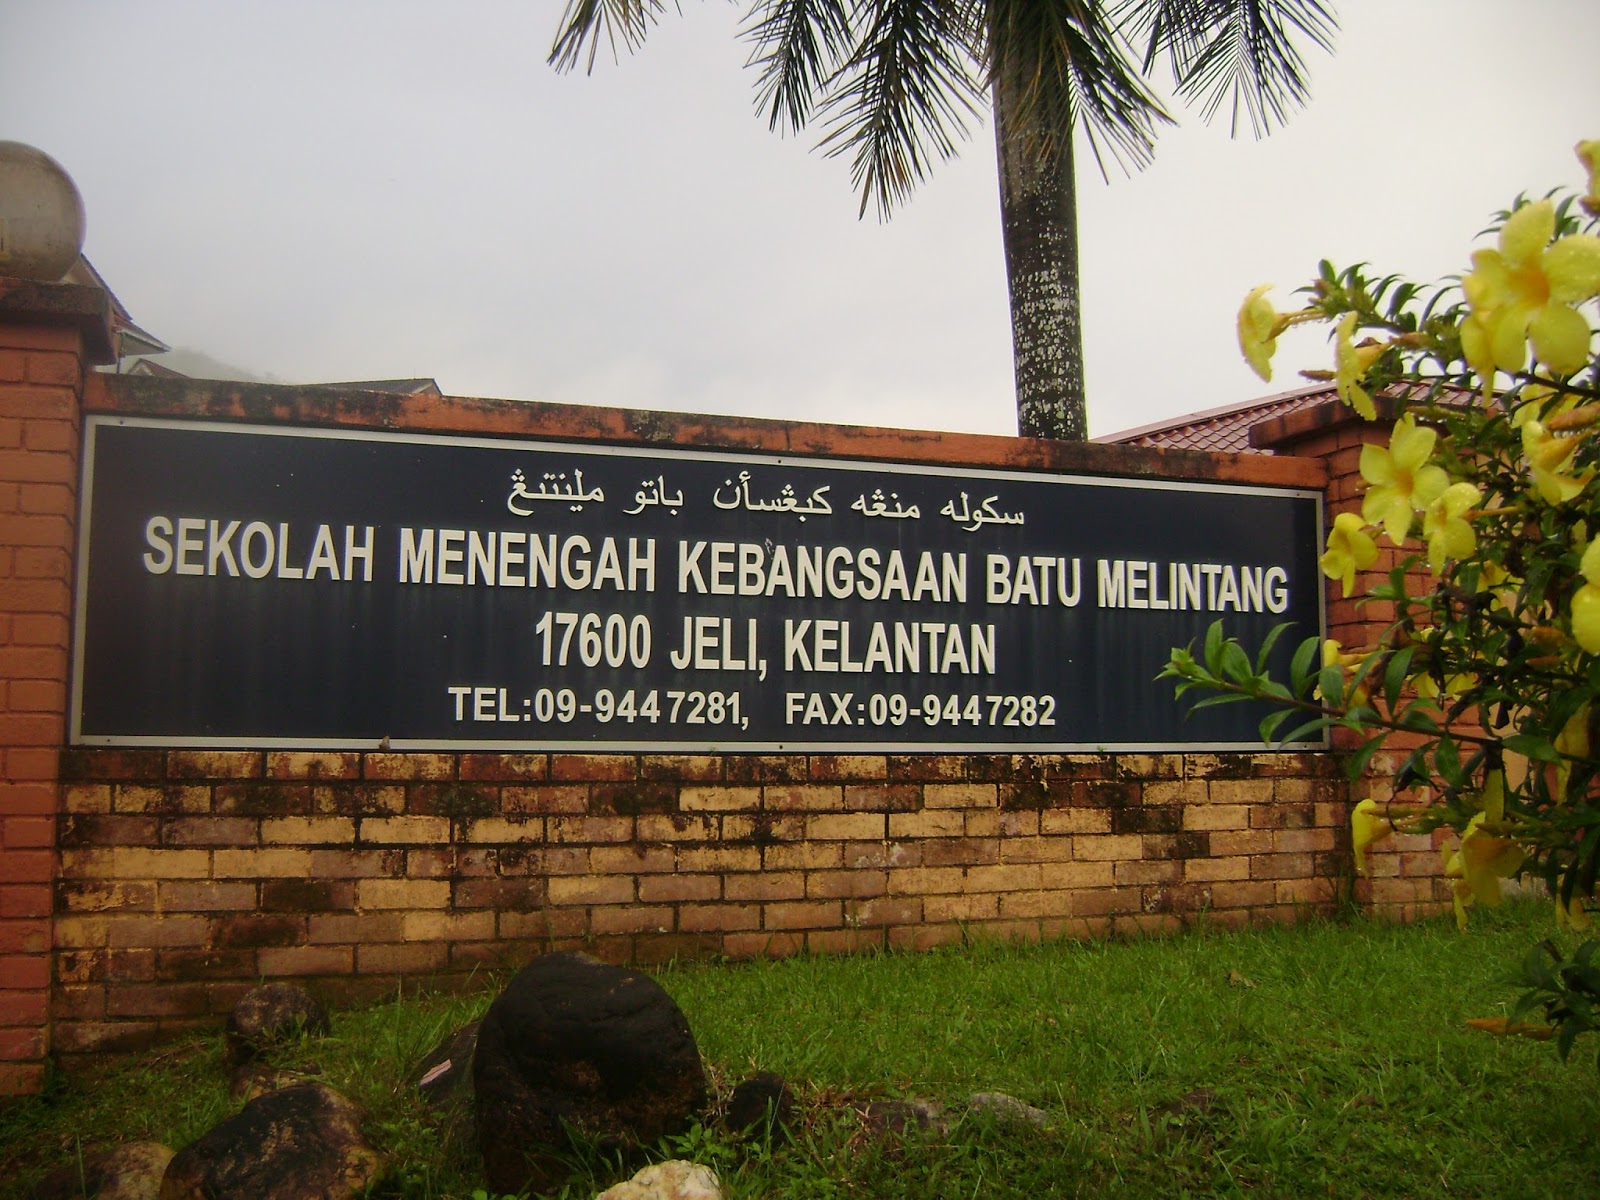 سكوله منڠه كبڠسأن باتو ملينتڠ
SEKOLAH MENENGAH KEBANGSAAN BATU MELINTANG
17600 JELI, KELANTAN
TEL:09-9447281, FAX:09-9447282